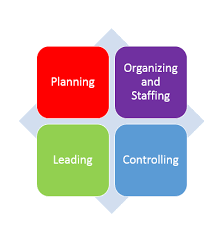 Planning
Organizing
and
Staffing
Leading
Controlling